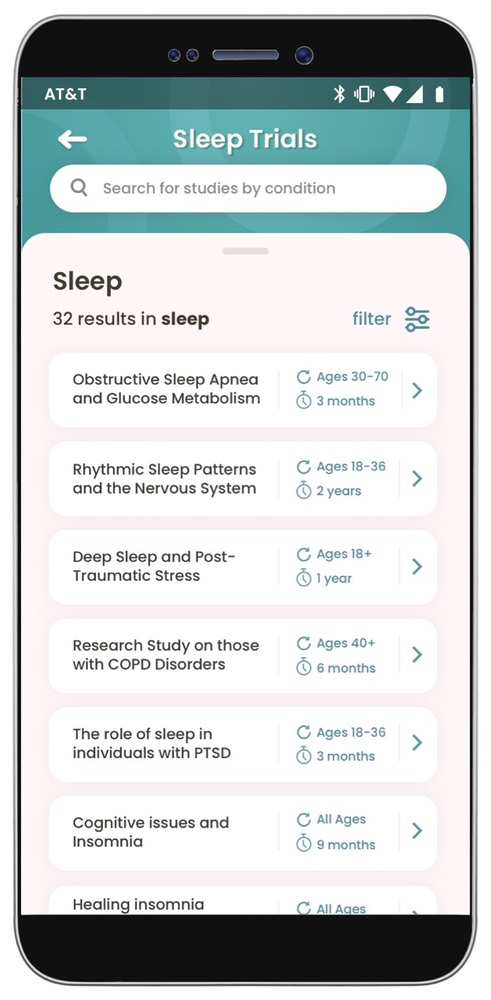 AT&T
Sleep Trials
Search for studies by condition
Sleep
32 results in sleep
filter
Obstructive Sleep Apnea
and Glucose Metabolism
Ages 30-70
3 months
Rhythmic Sleep Patterns
and the Nervous System
Ages 18-36
2 years
Deep Sleep and Post-
Traumatic Stress
Ages 18+
1 year
Research Study on those
with COPD Disorders
Ages 40+
6 months
The role of sleep in
individuals with PTSD
Ages 18-36
3 months
Cognitive issues and
Insomnia
All Ages
9 months
Healing insomnia
All Ages